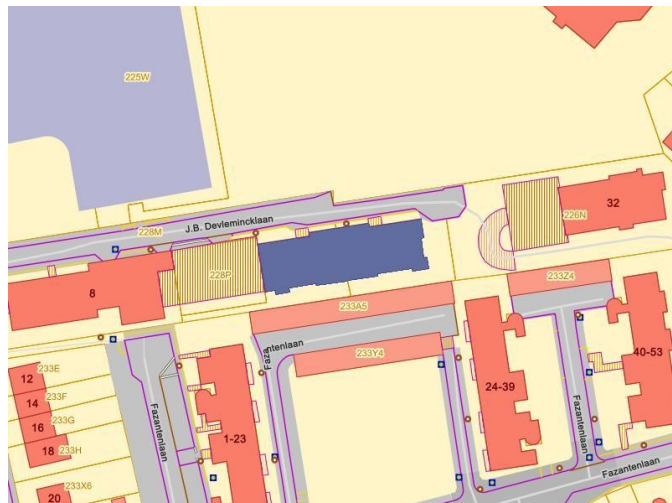 225W
228M
J.B. Devlemincklaan
226N
32
8
228P
233Z4
233A5
Fazantenlaan
233Y4
40-53
24-39
233E
12
233F
14
233G
16
233H
18
1-23
Fazantenlaan
Fazantenlaan
Fazantenlaan
233X6
20